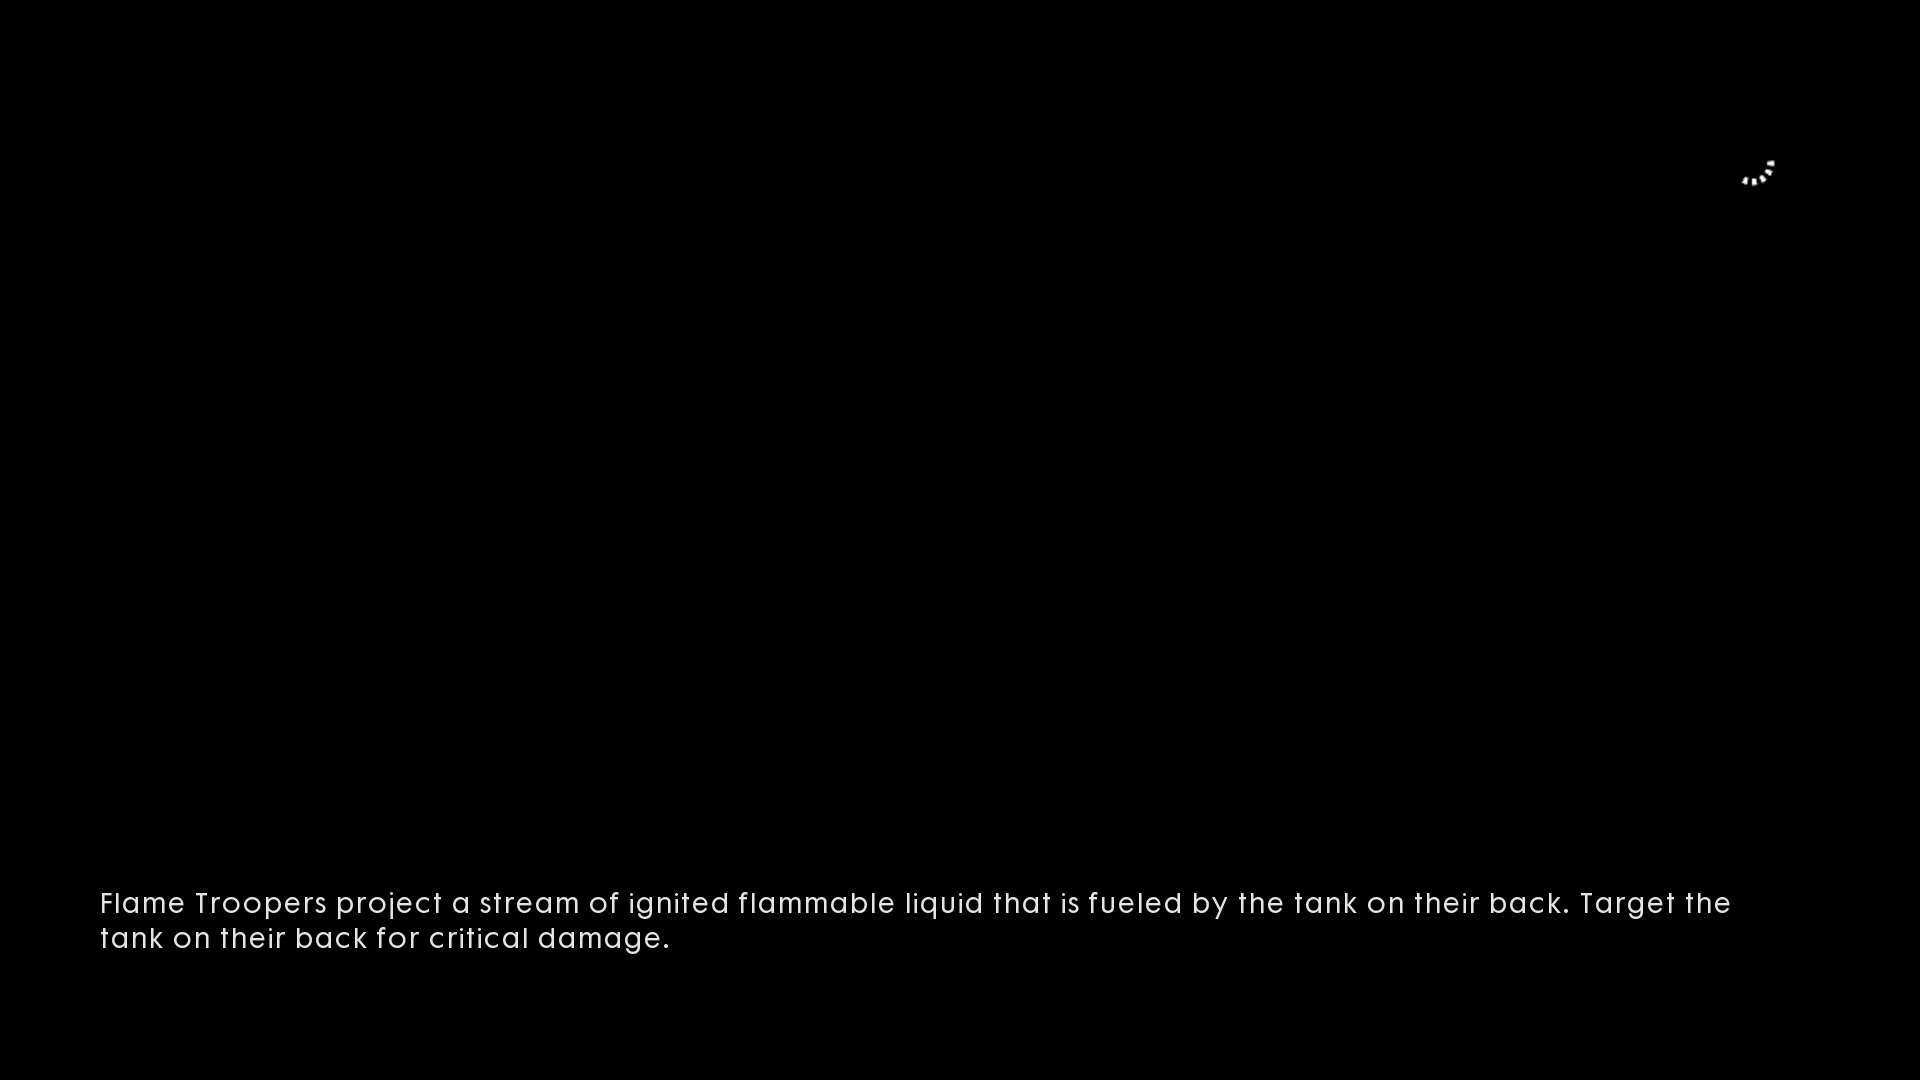 Flame Troopers project a stream of ignited flammable liquid that is fueled by the tank on their back. Target the
tank on their back for critical damage.